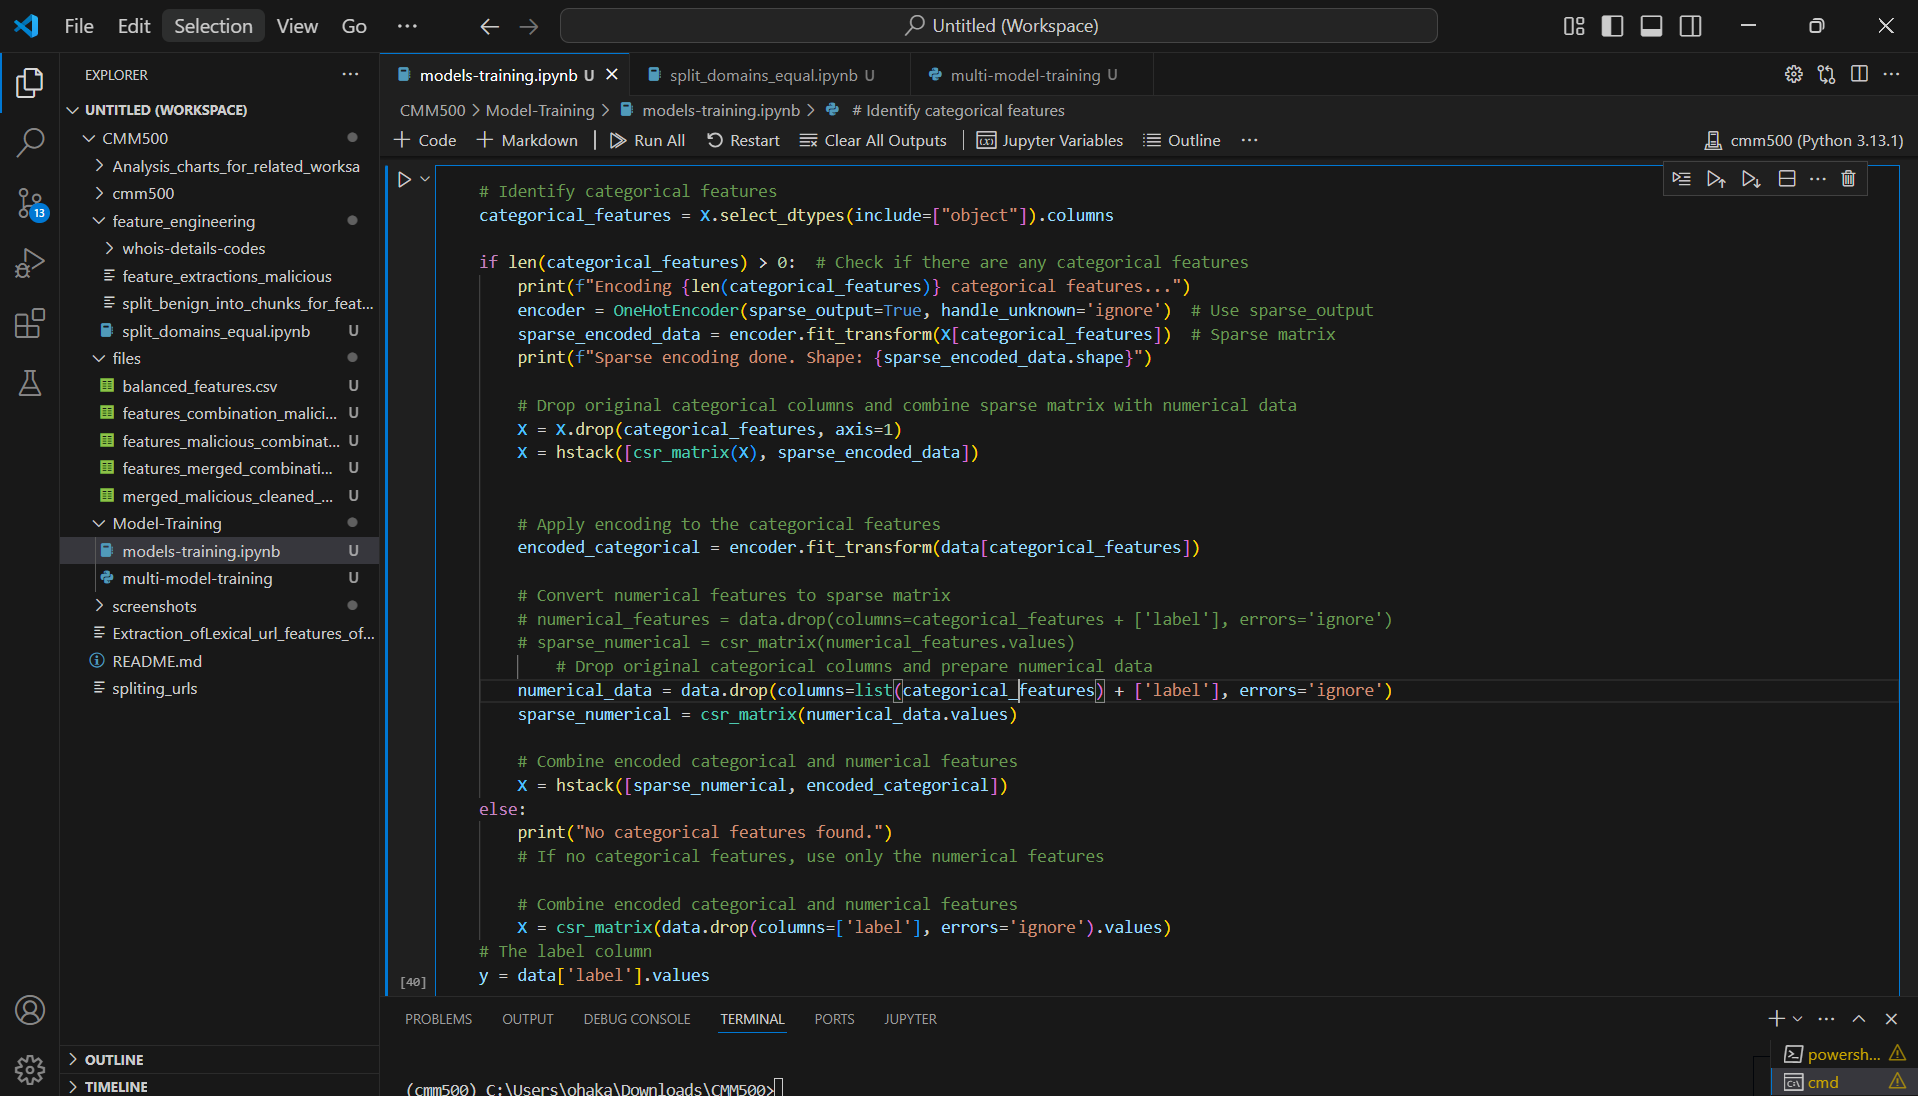 File Edit Selection View Go ···
Untitled (Workspace)
EXPLORER
UNTITLED (WORKSPACE)
CMM500
Analysis_charts_for_related_worksa
cmm500
feature_engineering
whois-details-codes
feature_extractions_malicious
split_benign_into_chunks_for_feat...
split_domains_equal.ipynb U
files
balanced_features.csv U
features_combination_malici... U
features_malicious_combinat... U
features_merged_combinati... U
merged_malicious_cleaned_... U
Model-Training
models-training.ipynb U
multi-model-training U
screenshots
Extraction_ofLexical_url_features_of...
README.md
spliting_urls
OUTLINE
TIMELINE
13
models-training.ipynb U
split_domains_equal.ipynb U
multi-model-training U
CMM500 > Model-Training > models-training.ipynb > # Identify categorical features
+ Code + Markdown Run All Restart Clear All Outputs Jupyter Variables Outline ···
cmm500 (Python 3.13.1)
# Identify categorical features
categorical_features = X.select_dtypes(include=["object"]).columns
if len(categorical_features) > 0:  # Check if there are any categorical features
    print(f"Encoding {len(categorical_features)} categorical features...")
    encoder = OneHotEncoder(sparse_output=True, handle_unknown='ignore')  # Use sparse_output
    sparse_encoded_data = encoder.fit_transform(X[categorical_features])  # Sparse matrix
    print(f"Sparse encoding done. Shape: {sparse_encoded_data.shape}")
    # Drop original categorical columns and combine sparse matrix with numerical data
    X = X.drop(categorical_features, axis=1)
    X = hstack([csr_matrix(X), sparse_encoded_data])
    # Apply encoding to the categorical features
    encoded_categorical = encoder.fit_transform(data[categorical_features])
    # Convert numerical features to sparse matrix
    # numerical_features = data.drop(columns=categorical_features + ['label'], errors='ignore')
    # sparse_numerical = csr_matrix(numerical_features.values)
        # Drop original categorical columns and prepare numerical data
    numerical_data = data.drop(columns=list(categorical_features) + ['label'], errors='ignore')
    sparse_numerical = csr_matrix(numerical_data.values)
    # Combine encoded categorical and numerical features
    X = hstack([sparse_numerical, encoded_categorical])
else:
    print("No categorical features found.")
    # If no categorical features, use only the numerical features
    # Combine encoded categorical and numerical features
    X = csr_matrix(data.drop(columns=['label'], errors='ignore').values)
# The label column
y = data['label'].values
[40]
PROBLEMS OUTPUT DEBUG CONSOLE TERMINAL PORTS JUPYTER
powersh...
cmd
(cmm500) C:\Users\ohaka\Downloads\CMM500>